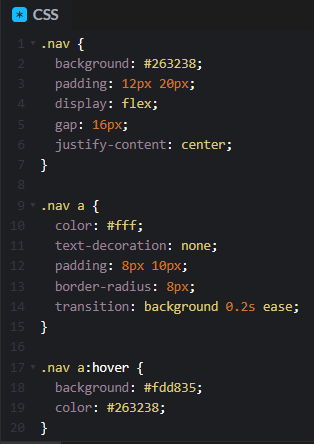 CSS
1 .nav {
2   background: #263238;
3   padding: 12px 20px;
4   display: flex;
5   gap: 16px;
6   justify-content: center;
7 }
8
9 .nav a {
10   color: #fff;
11   text-decoration: none;
12   padding: 8px 10px;
13   border-radius: 8px;
14   transition: background 0.2s ease;
15 }
16
17 .nav a:hover {
18   background: #fdd835;
19   color: #263238;
20 }